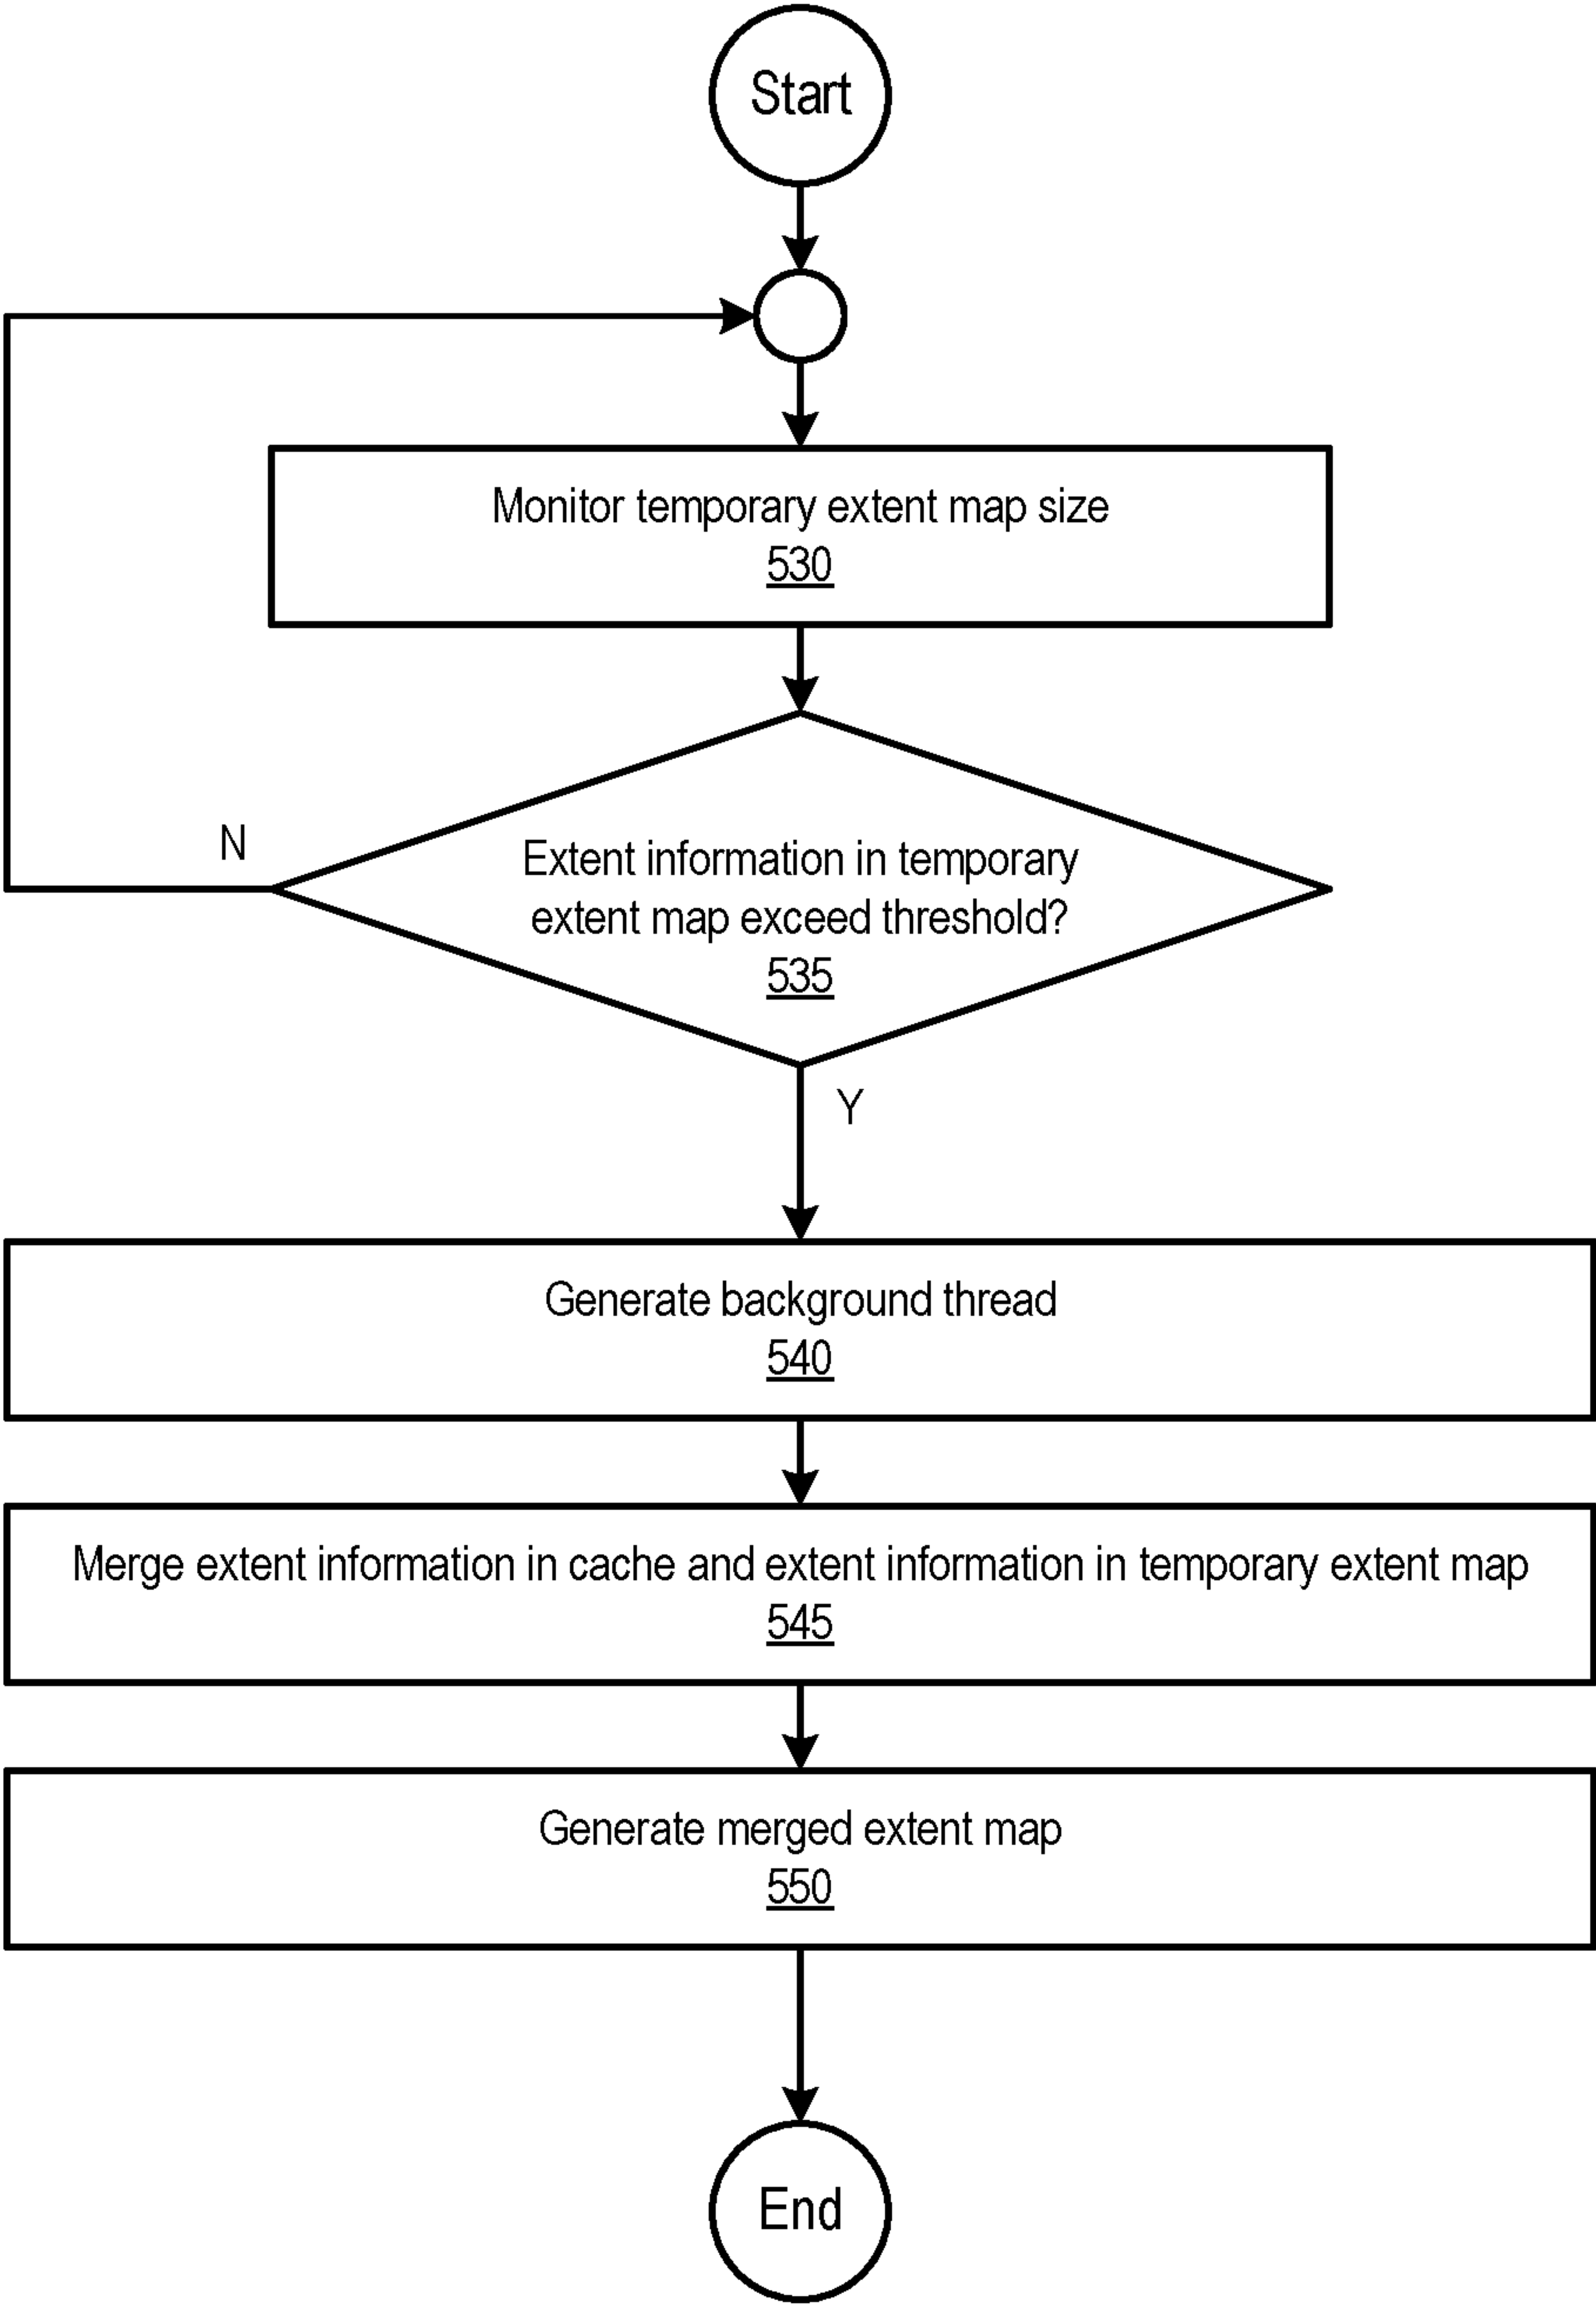 Start
Monitor temporary extent map size
530
N
Extent information in temporary
extent map exceed threshold?
535
Y
Generate background thread
540
Merge extent information in cache and extent information in temporary extent map
545
Generate merged extent map
550
End